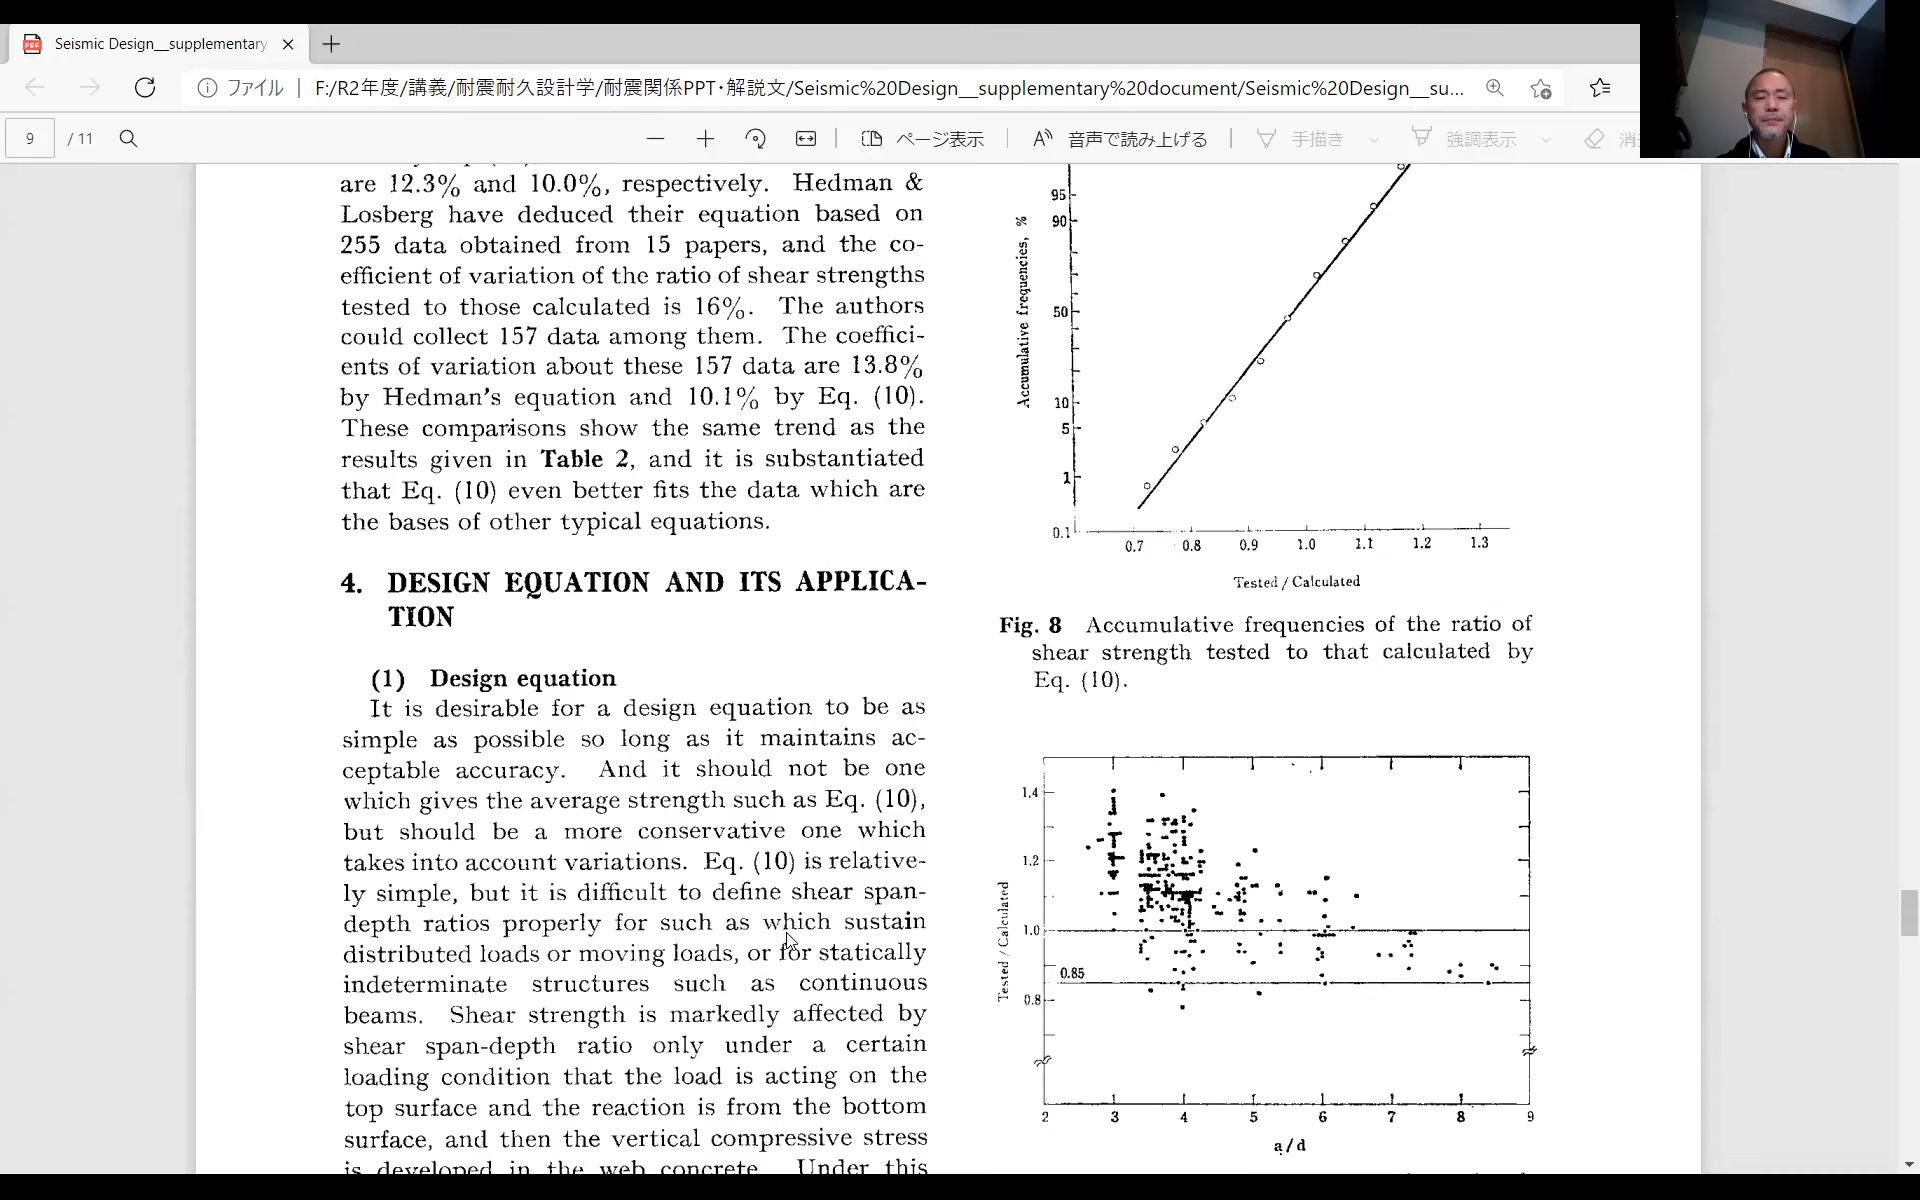 Seismic Design__supplementary
ファイル
F:/R2年度/講義/耐震耐久設計学/耐震関係PPT・解説文/Seismic%20Design__supplementary%20document/Seismic%20Design__su...
9 / 11
ページ表示
音声で読み上げる
手描き
強調表示
are 12.3% and 10.0%, respectively. Hedman &
Losberg have deduced their equation based on
255 data obtained from 15 papers, and the co-
efficient of variation of the ratio of shear strengths
tested to those calculated is 16%. The authors
could collect 157 data among them. The coeffici-
ents of variation about these 157 data are 13.8%
by Hedman's equation and 10.1% by Eq. (10).
These comparisons show the same trend as the
results given in Table 2, and it is substantiated
that Eq. (10) even better fits the data which are
the bases of other typical equations.
4. DESIGN EQUATION AND ITS APPLICA-
TION
(1) Design equation
It is desirable for a design equation to be as
simple as possible so long as it maintains ac-
ceptable accuracy. And it should not be one
which gives the average strength such as Eq. (10),
but should be a more conservative one which
takes into account variations. Eq. (10) is relative-
ly simple, but it is difficult to define shear span-
depth ratios properly for such as which sustain
distributed loads or moving loads, or for statically
indeterminate structures such as continuous
beams. Shear strength is markedly affected by
shear span-depth ratio only under a certain
loading condition that the load is acting on the
top surface and the reaction is from the bottom
surface, and then the vertical compressive stress
is developed in the web concrete. Under this
Accumulative frequencies, %
95
90
50
10
5
1
0.1
0.7 0.8 0.9 1.0 1.1 1.2 1.3
Tested / Calculated
Fig. 8 Accumulative frequencies of the ratio of
shear strength tested to that calculated by
Eq. (10).
Tested / Calculated
1.4
1.2
1.0
0.85
0.8
2 3 4 5 6 7 8 9
a/d